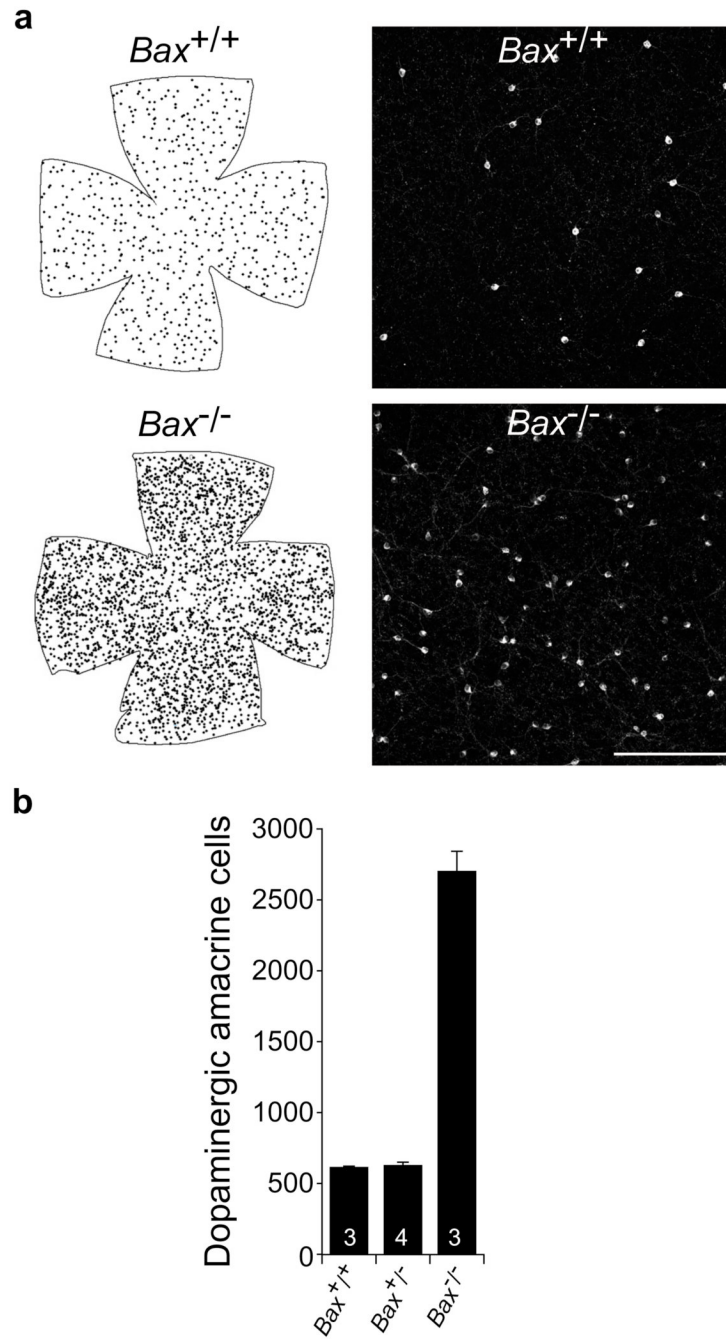 a
Bax+/+
Bax+/+
Bax-/-
Bax-/-
b
Dopaminergic amacrine cells
3000
2500
2000
1500
1000
500
0
3
4
3
Bax+/+
Bax+/-
Bax-/-